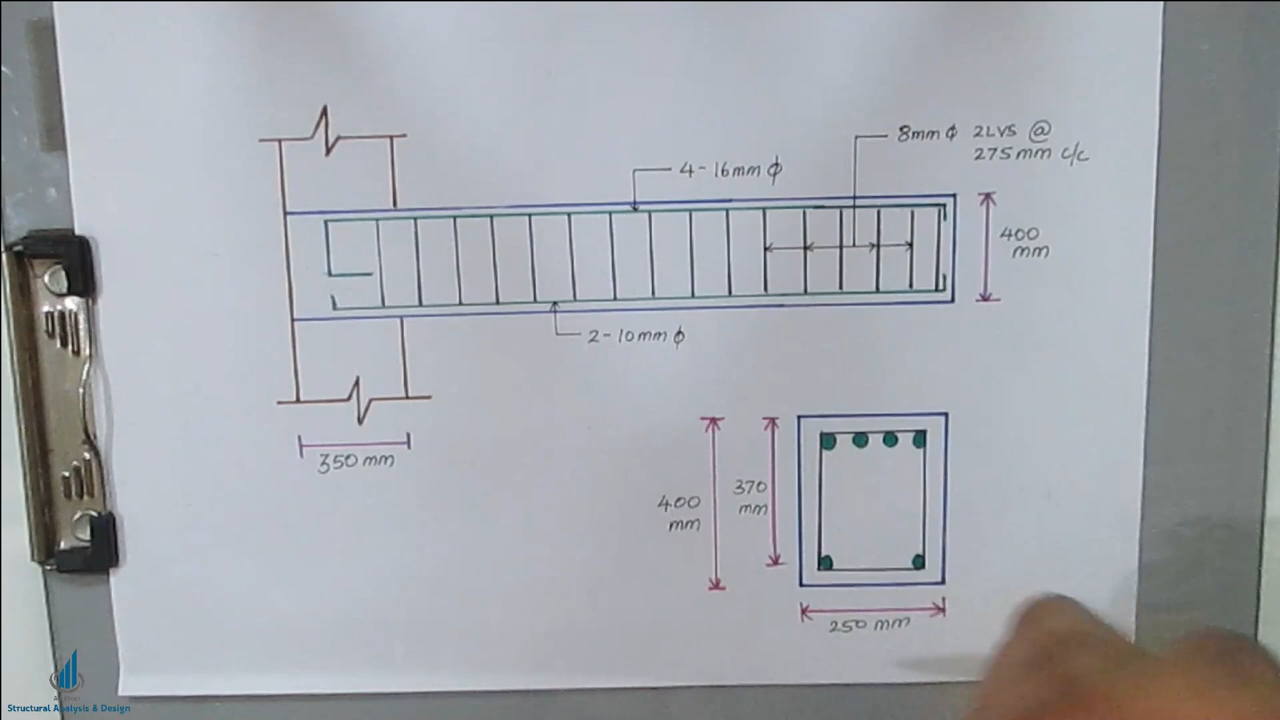 8mm ϕ 2LVS @
275mm c/c
4-16mm ϕ
400
mm
2-10mm ϕ
350 mm
400
mm
370
mm
250 mm
Structural Analysis & Design